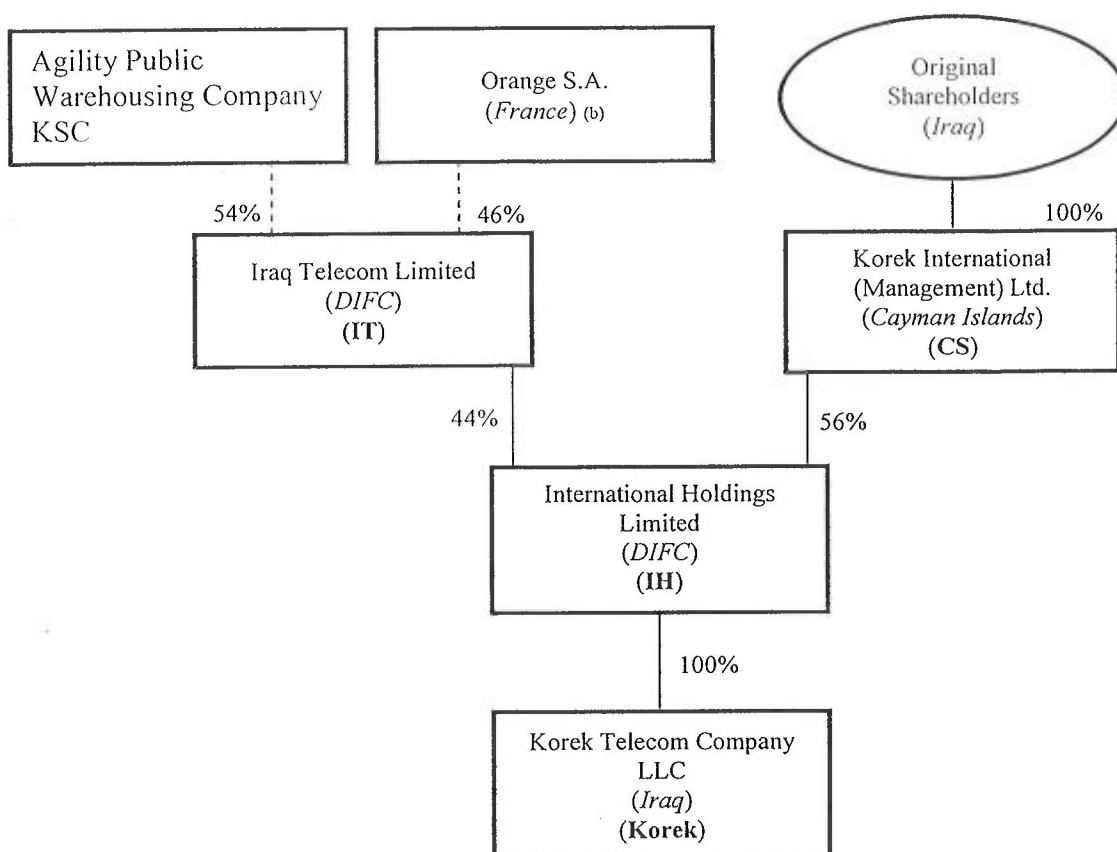 Agility Public
Warehousing Company
KSC
Orange S.A.
(France) (b)
Original
Shareholders
(Iraq)
54%
46%
100%
Iraq Telecom Limited
(DIFC)
(IT)
Korek International
(Management) Ltd.
(Cayman Islands)
(CS)
44%
56%
International Holdings
Limited
(DIFC)
(IH)
100%
Korek Telecom Company
LLC
(Iraq)
(Korek)